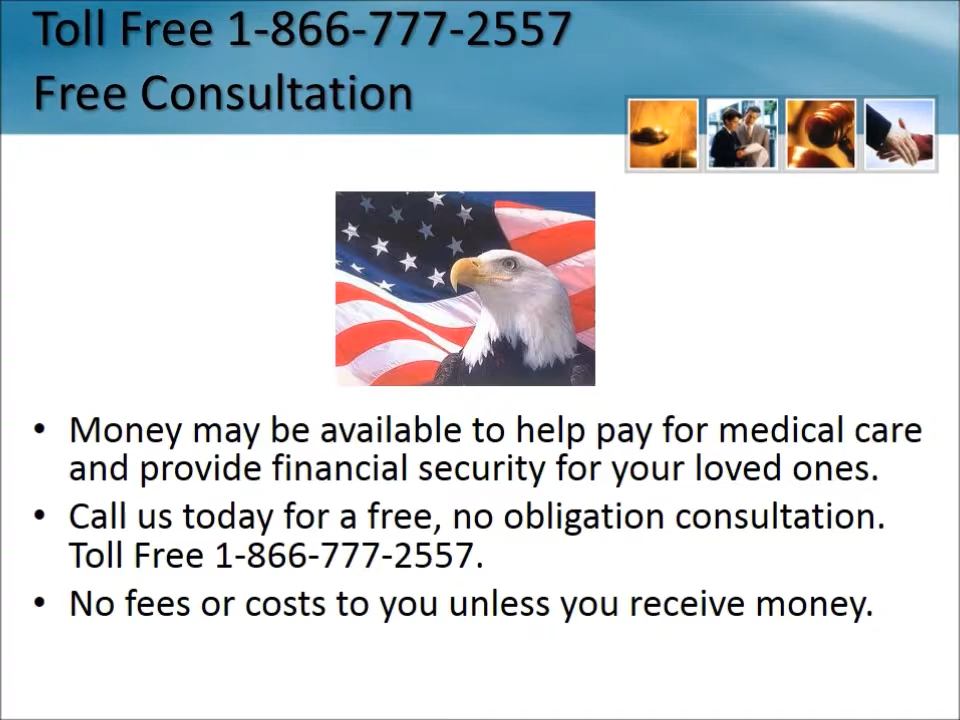 Toll Free 1-866-777-2557
Free Consultation
• Money may be available to help pay for medical care
and provide financial security for your loved ones.
• Call us today for a free, no obligation consultation.
Toll Free 1-866-777-2557.
• No fees or costs to you unless you receive money.